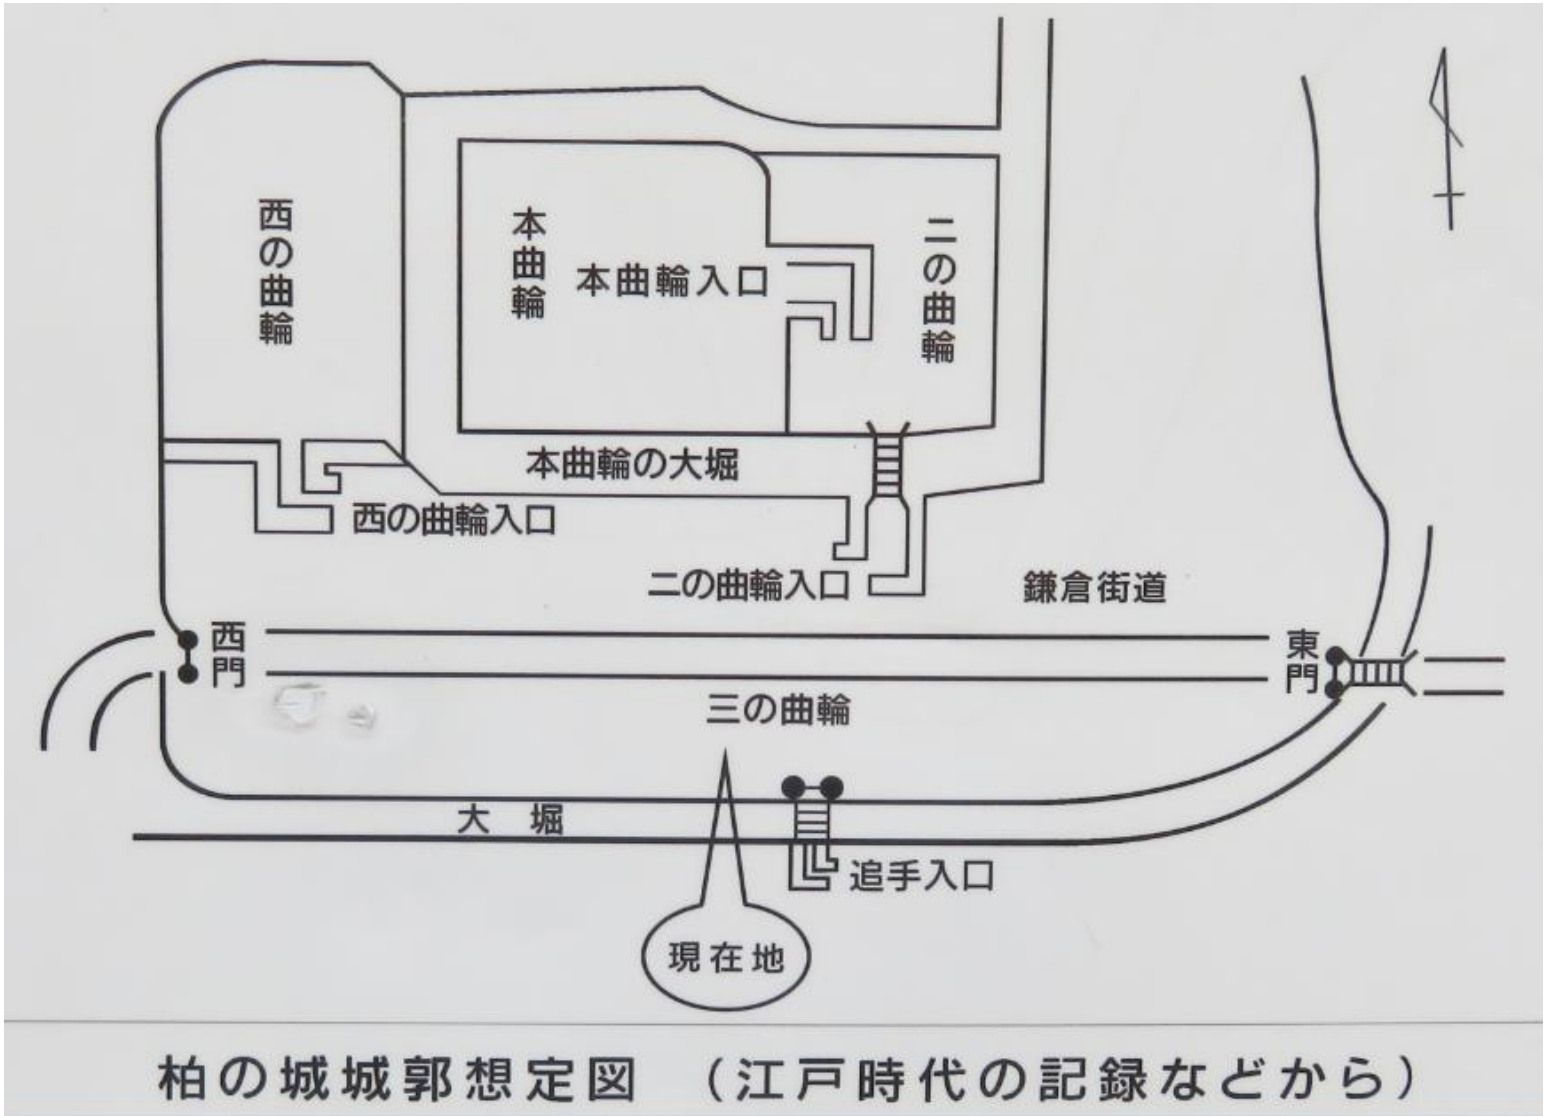 西の曲輪
本曲輪
本曲輪入口
二の曲輪
本曲輪の大堀
西の曲輪入口
二の曲輪入口
鎌倉街道
西門
東門
三の曲輪
大 堀
追手入口
現在地
柏の城城郭想定図 （江戸時代の記録などから）